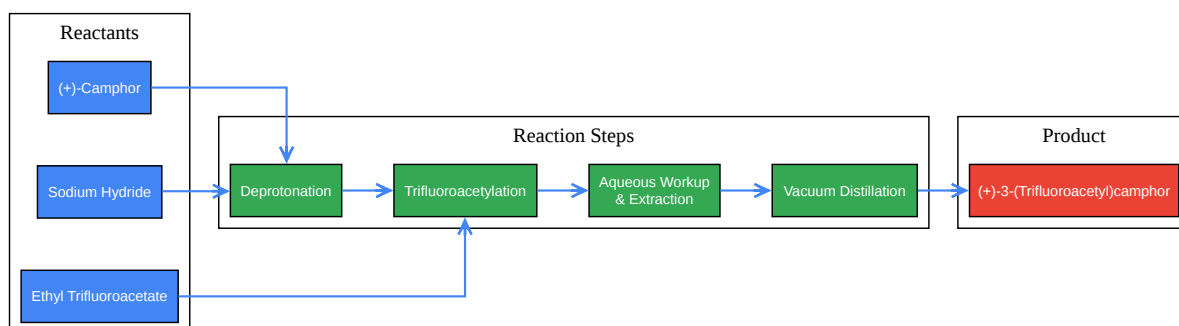 Reactants
(+)-Camphor
Sodium Hydride
Ethyl Trifluoroacetate
Reaction Steps
Deprotonation
Trifluoroacetylation
Aqueous Workup
& Extraction
Vacuum Distillation
Product
(+)-3-(Trifluoroacetyl)camphor